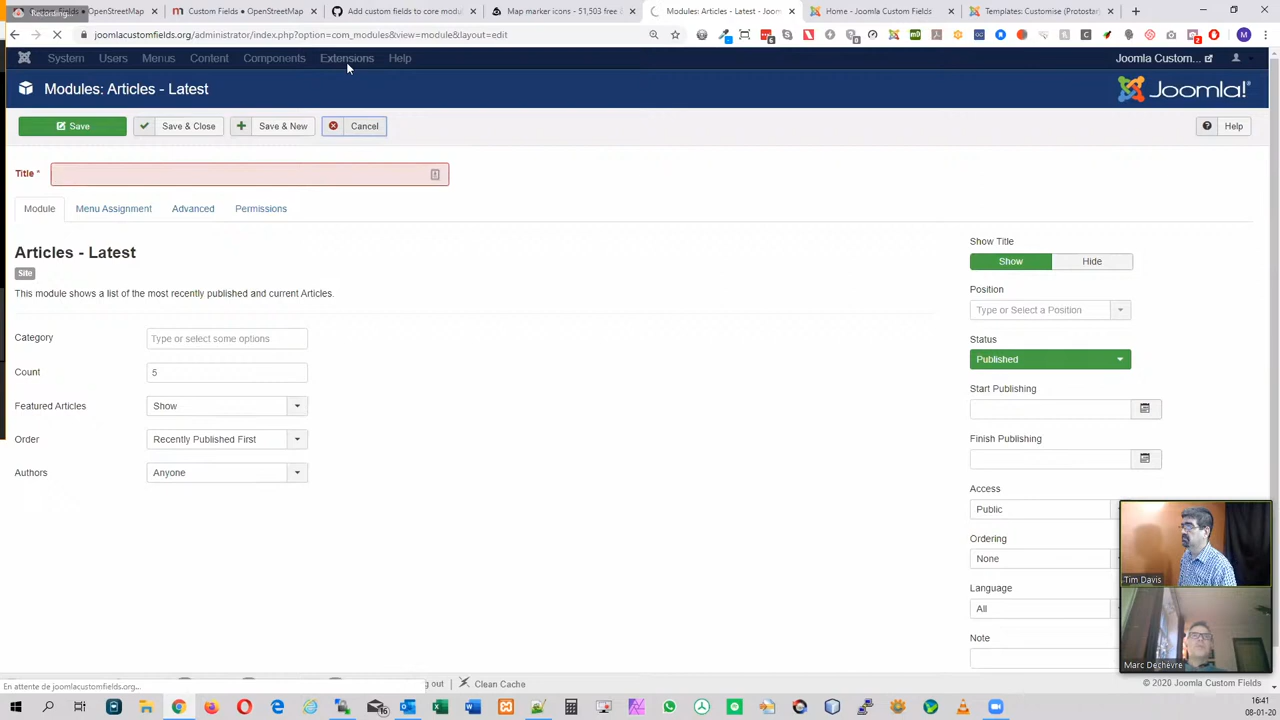 Recording...
Custom Fields • OpenStreetMap
Custom Fields • OpenStreetMap
Add custom fields to core mod
Map marker icons - 51,503 free
Modules: Articles - Latest - Joom
Home - Joomla Custom Fields
Templates: Customise (Protostar)
joomlacustomfields.org/administrator/index.php?option=com_modules&view=module&layout=edit
System Users Menus Content Components Extensions Help
Joomla Custom...
Modules: Articles - Latest
Joomla!
Save
Save & Close
Save & New
Cancel
Help
Title *
Module
Menu Assignment
Advanced
Permissions
Articles - Latest
Site
This module shows a list of the most recently published and current Articles.
Category
Type or select some options
Count
5
Featured Articles
Show
Order
Recently Published First
Authors
Anyone
Show Title
Show
Hide
Position
Type or Select a Position
Status
Published
Start Publishing
Finish Publishing
Access
Public
Ordering
None
Language
All
Note
Tim Davis
Marc Dechèvre
En attente de joomlacustomfields.org...
out
Clean Cache
© 2020 Joomla Custom Fields
16:41
08-01-20